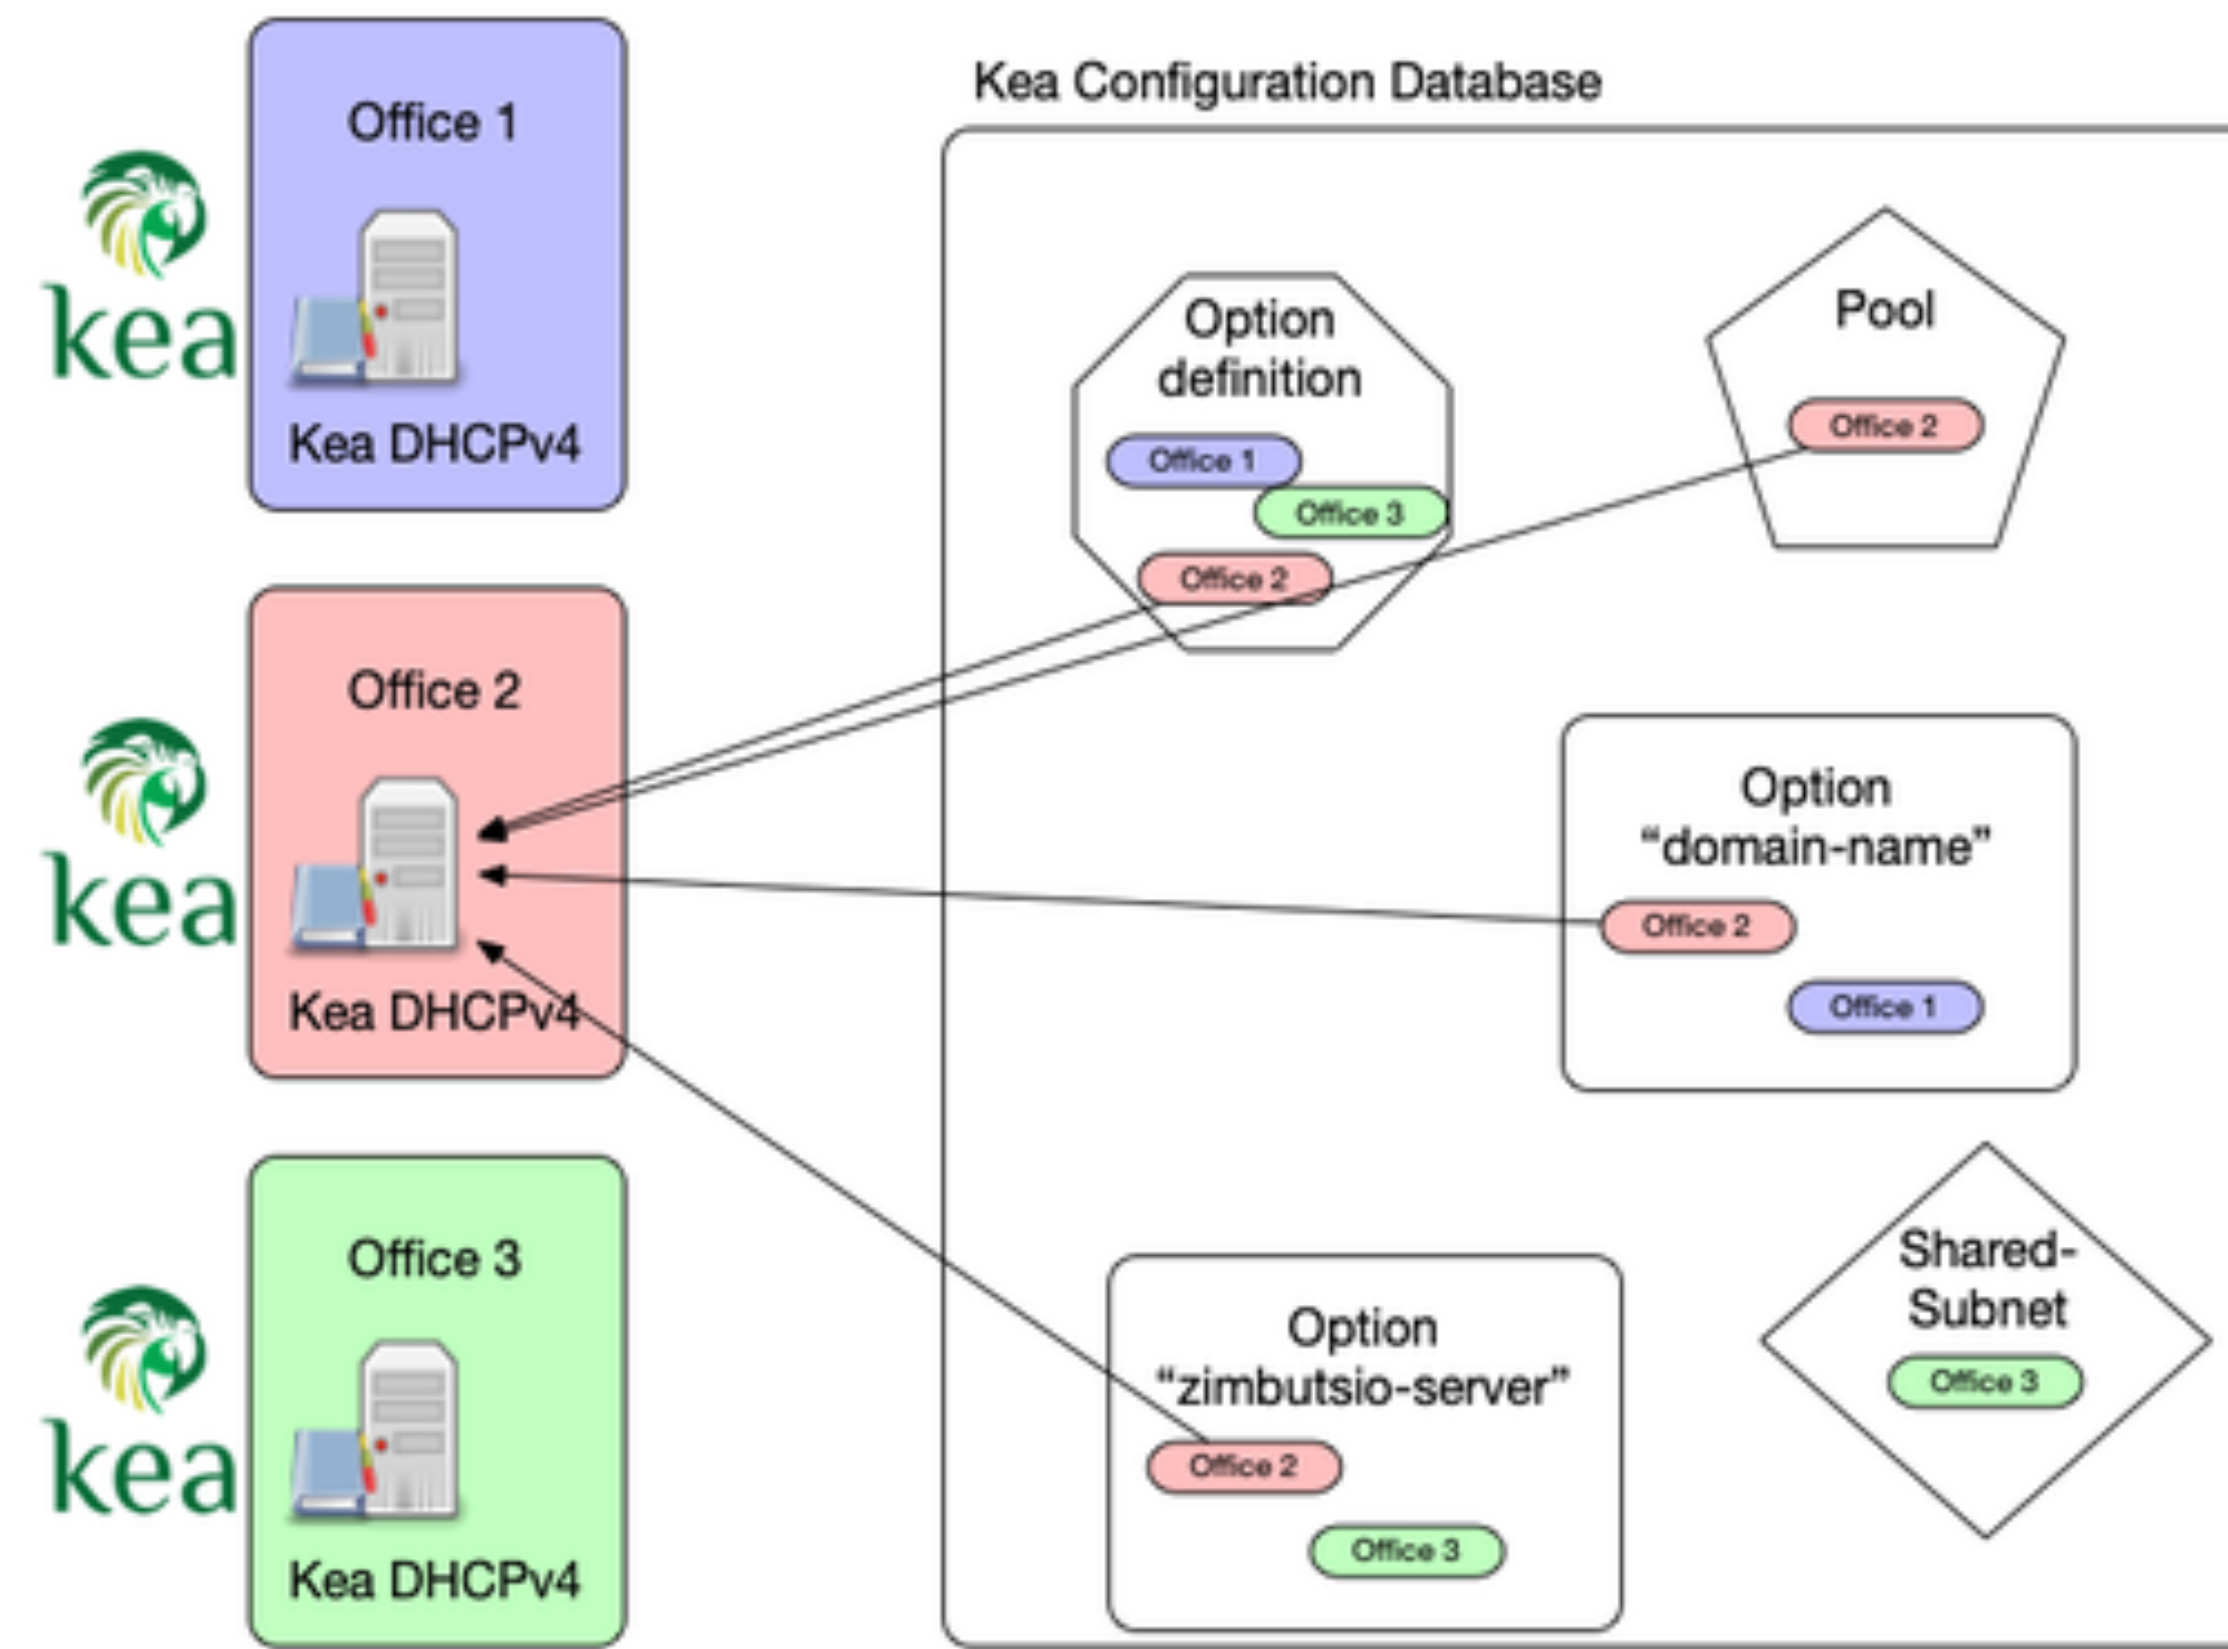 Office 1
kea
Kea DHCPv4
Office 2
kea
Kea DHCPv4
Office 3
kea
Kea DHCPv4
Kea Configuration Database
Option
definition
Office 1
Office 3
Office 2
Pool
Office 2
Option
“domain-name”
Office 2
Office 1
Option
“zimbutsio-server”
Office 2
Office 3
Shared-
Subnet
Office 3